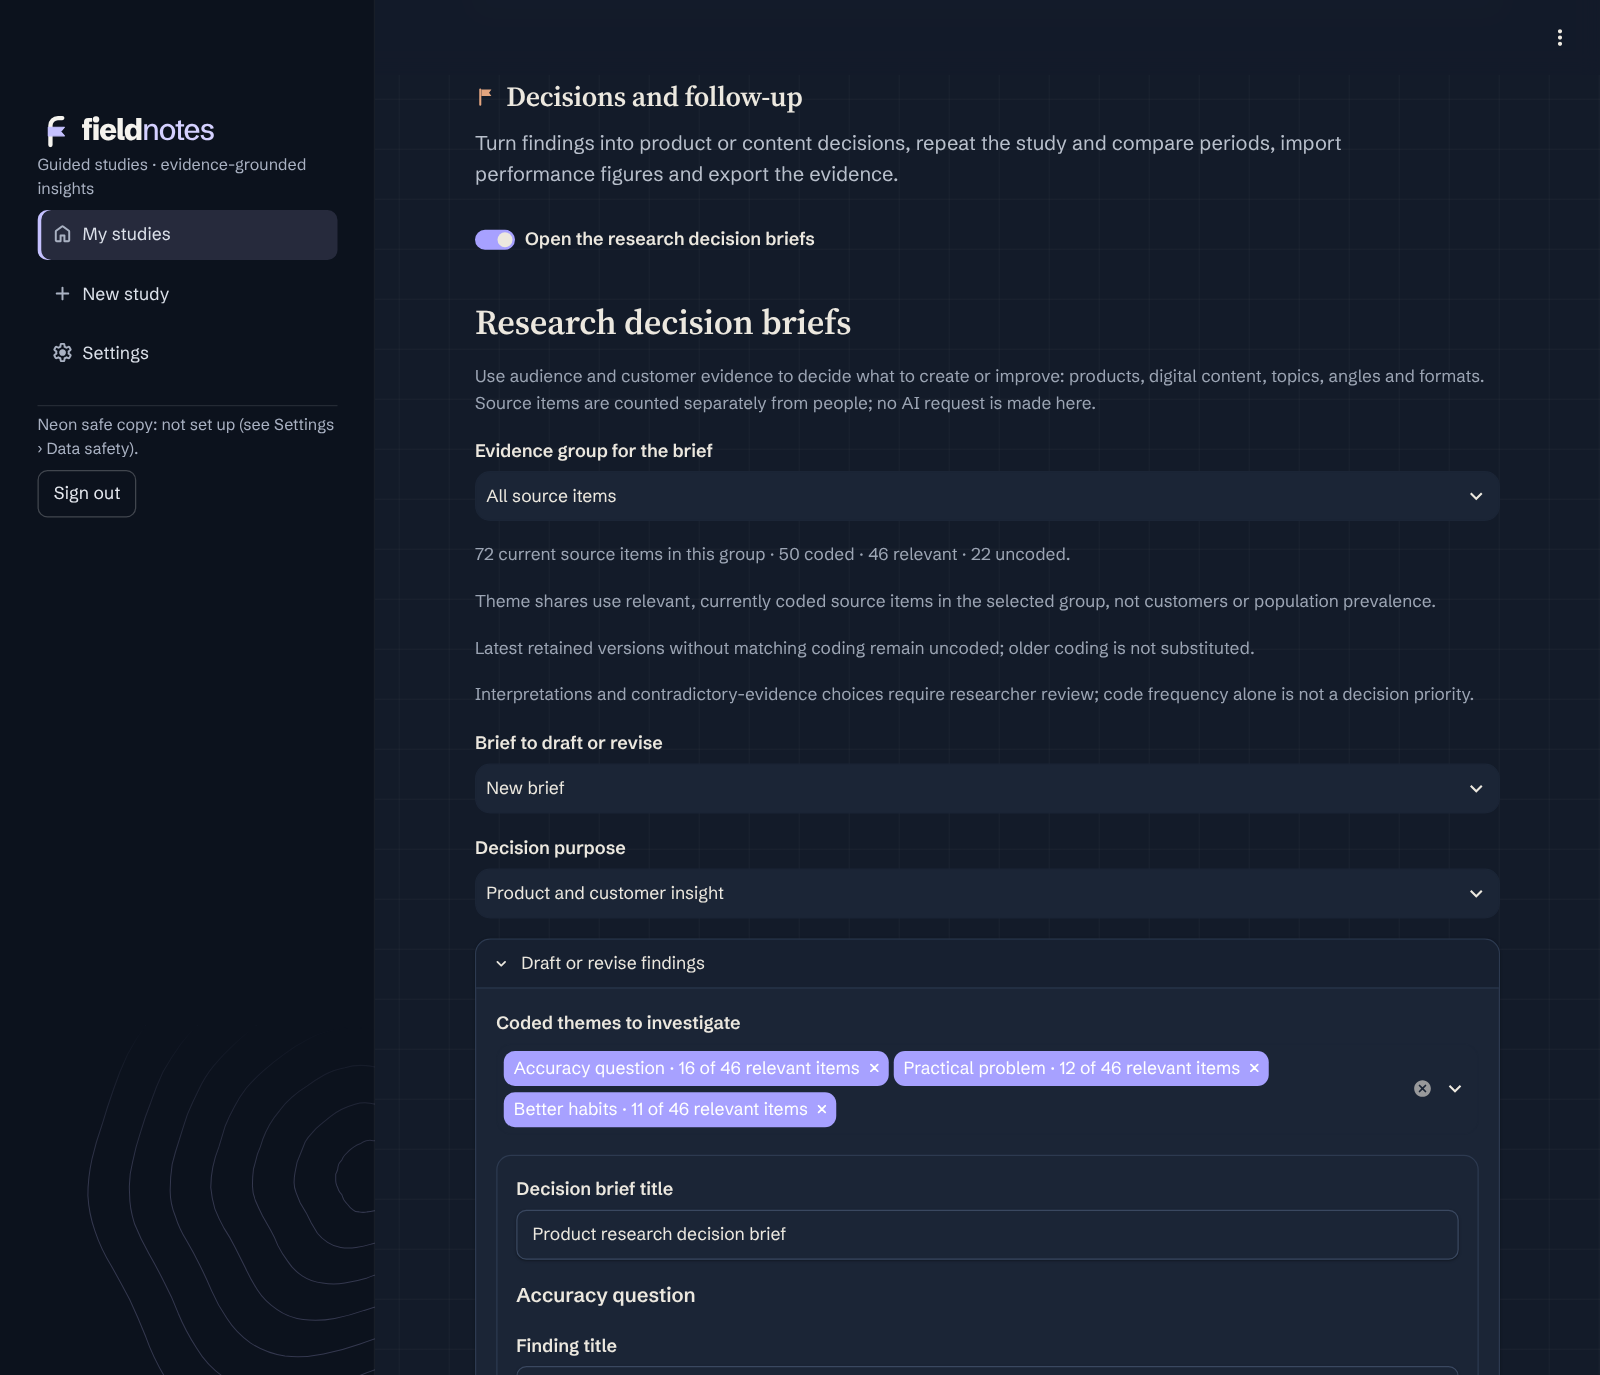 fieldnotes
Guided studies · evidence-grounded
insights
My studies
New study
Settings
Neon safe copy: not set up (see Settings
› Data safety).
Sign out
Decisions and follow-up
Turn findings into product or content decisions, repeat the study and compare periods, import
performance figures and export the evidence.
Open the research decision briefs
Research decision briefs
Use audience and customer evidence to decide what to create or improve: products, digital content, topics, angles and formats.
Source items are counted separately from people; no AI request is made here.
Evidence group for the brief
All source items
72 current source items in this group · 50 coded · 46 relevant · 22 uncoded.
Theme shares use relevant, currently coded source items in the selected group, not customers or population prevalence.
Latest retained versions without matching coding remain uncoded; older coding is not substituted.
Interpretations and contradictory-evidence choices require researcher review; code frequency alone is not a decision priority.
Brief to draft or revise
New brief
Decision purpose
Product and customer insight
Draft or revise findings
Coded themes to investigate
Accuracy question · 16 of 46 relevant items ×
Practical problem · 12 of 46 relevant items ×
Better habits · 11 of 46 relevant items ×
Decision brief title
Product research decision brief
Accuracy question
Finding title